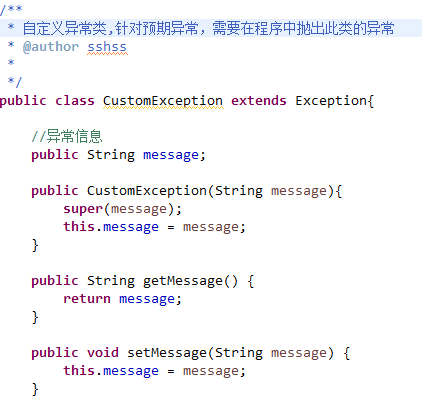 /**
 * 自定义异常类,针对预期异常，需要在程序中抛出此类的异常
 * @author sshss
 *
 */
public class CustomException extends Exception{
//异常信息
public String message;
public CustomException(String message){
super(message);
this.message = message;
}
public String getMessage() {
return message;
}
public void setMessage(String message) {
this.message = message;
}